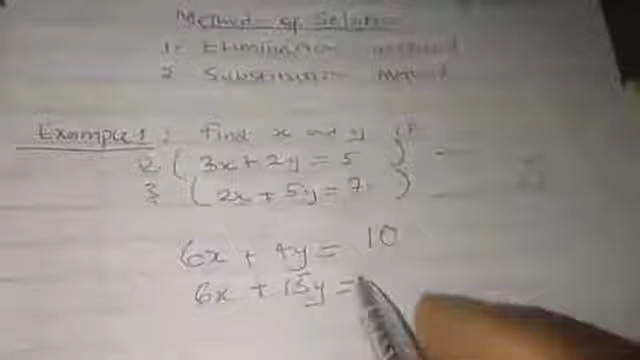 Method of Solution
1. Elimination method
2 Substitution Method
Example 1: Find x and y if
2 ( 3x + 2y = 5 )
3 ( 2x + 5y = 7 )
6x + 4y = 10
6x + 15y =